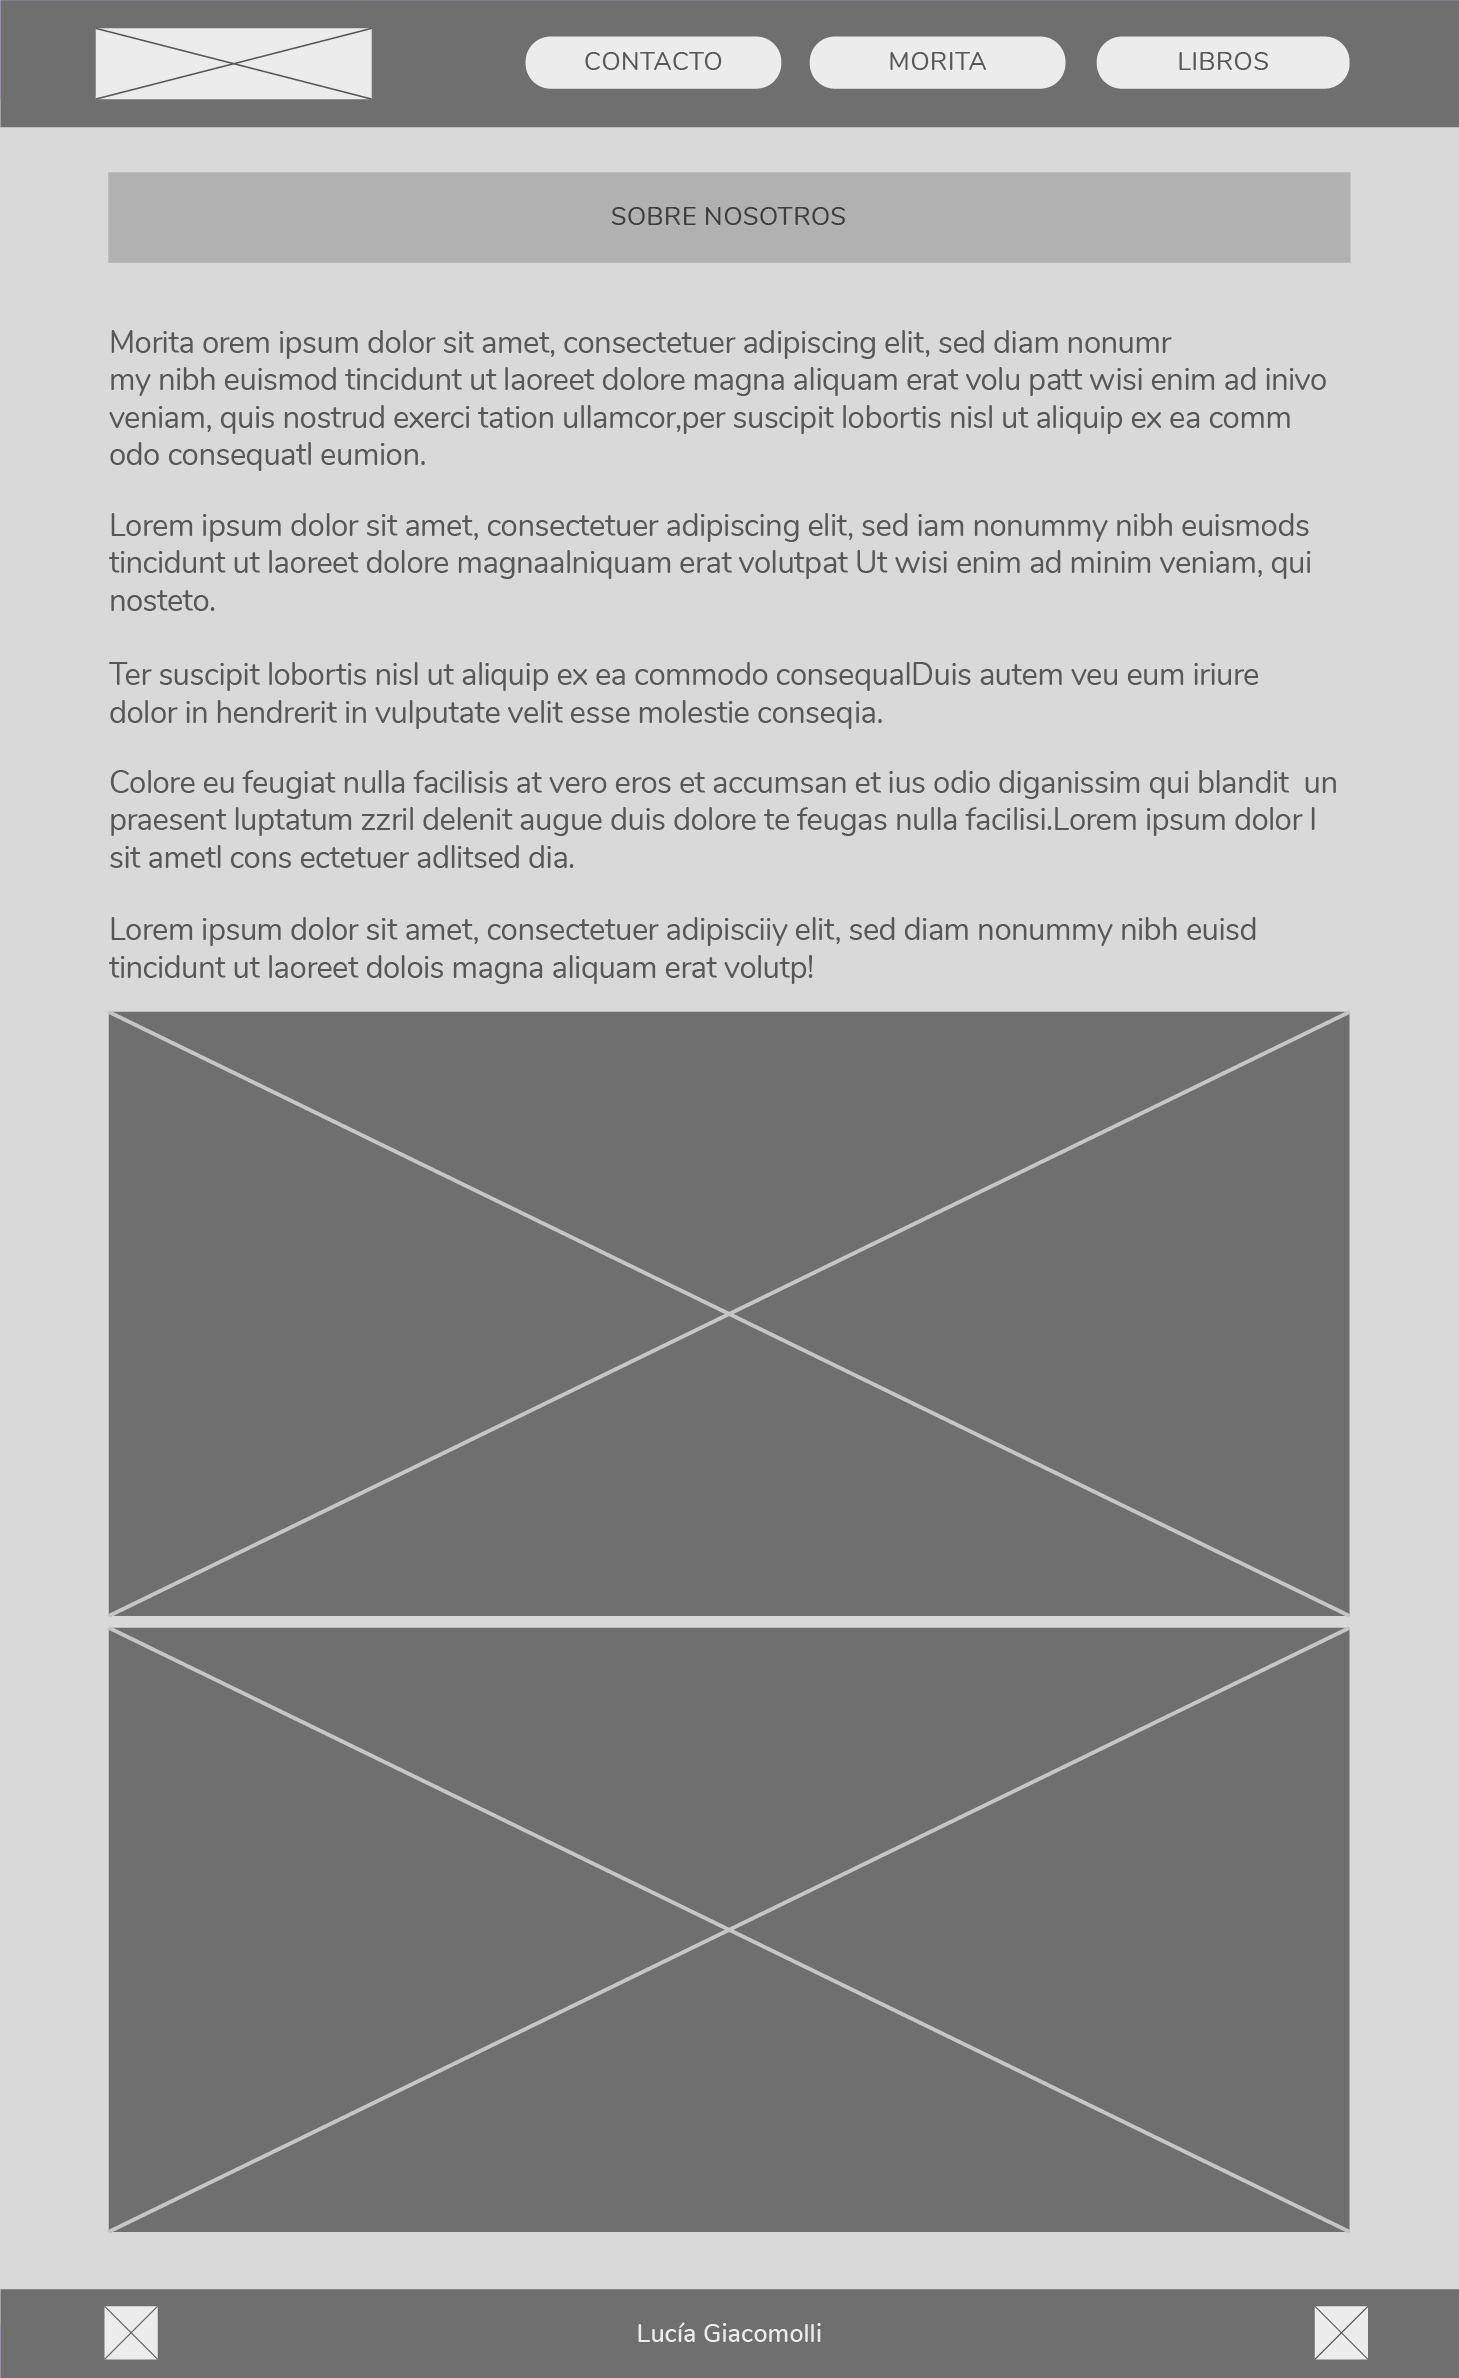 CONTACTO
MORITA
LIBROS
SOBRE NOSOTROS
Morita orem ipsum dolor sit amet, consectetuer adipiscing elit, sed diam nonumr
my nibh euismod tincidunt ut laoreet dolore magna aliquam erat volu patt wisi enim ad inivo
veniam, quis nostrud exerci tation ullamcor,per suscipit lobortis nisl ut aliquip ex ea comm
odo consequatl eumion.
Lorem ipsum dolor sit amet, consectetuer adipiscing elit, sed iam nonummy nibh euismods
tincidunt ut laoreet dolore magnaalniquam erat volutpat Ut wisi enim ad minim veniam, qui
nosteto.
Ter suscipit lobortis nisl ut aliquip ex ea commodo consequalDuis autem veu eum iriure
dolor in hendrerit in vulputate velit esse molestie conseqia.
Colore eu feugiat nulla facilisis at vero eros et accumsan et ius odio diganissim qui blandit  un
praesent luptatum zzril delenit augue duis dolore te feugas nulla facilisi.Lorem ipsum dolor l
sit ametl cons ectetuer adlitsed dia.
Lorem ipsum dolor sit amet, consectetuer adipisciiy elit, sed diam nonummy nibh euisd
tincidunt ut laoreet dolois magna aliquam erat volutp!
Lucía Giacomolli